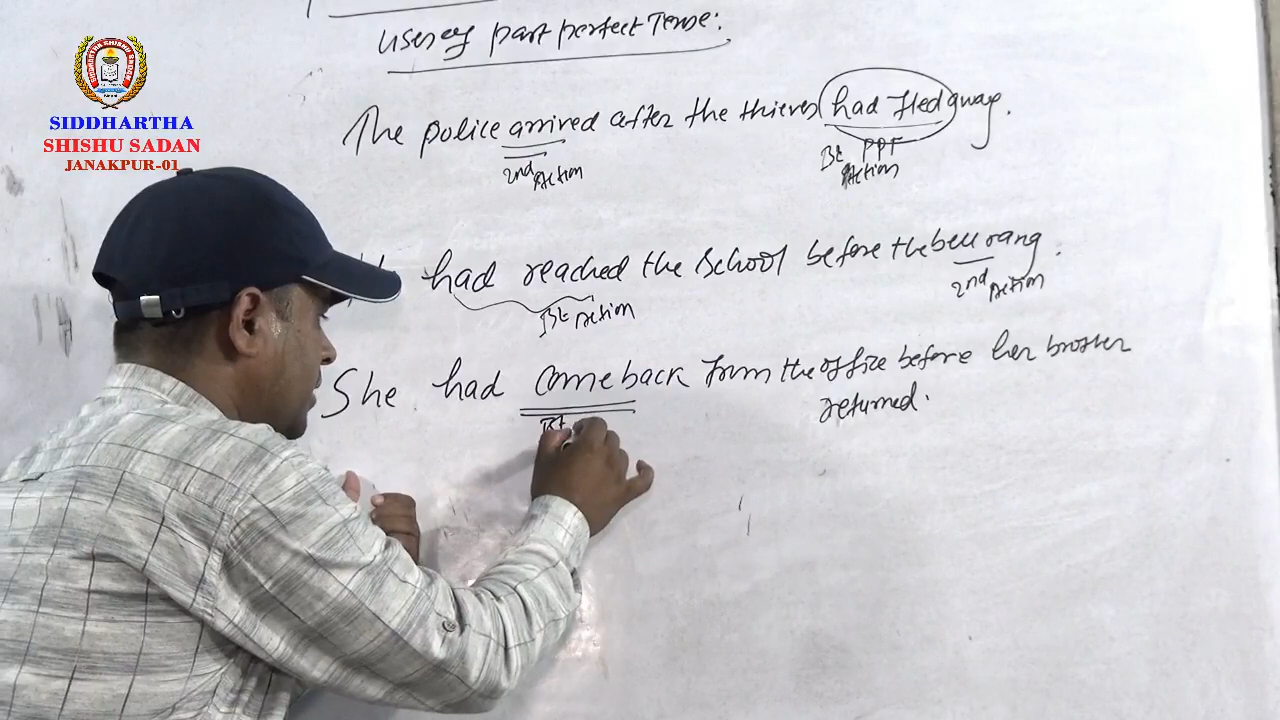 SIDDHARTHA
SHISHU SADAN
JANAKPUR-01
Uses of past perfect Tense:
The police arrived after the thieves had fled away.
2nd Action
1st Action
PPT
had reached the school before the bell rang.
1st Action
2nd Action
She had come back from the office before her brother
returned.
1st